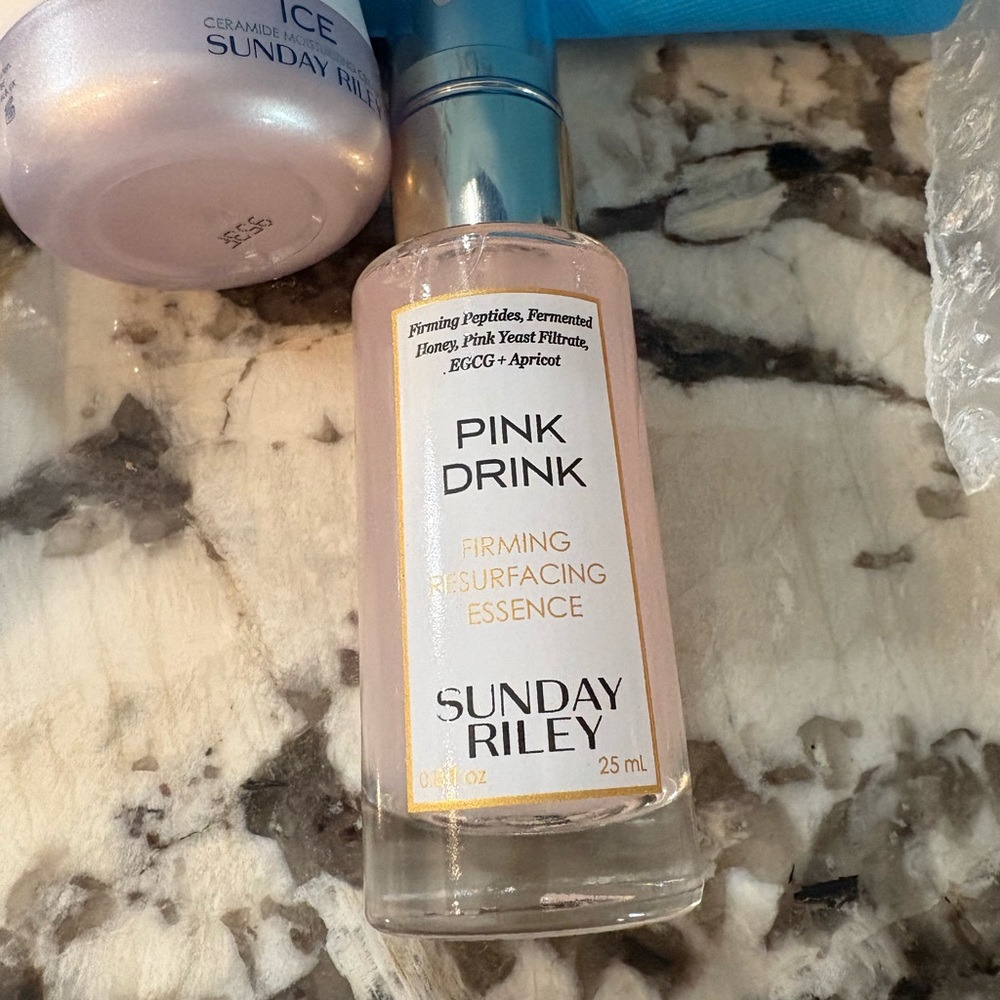 ICE
CERAMIDE MOISTURIZING
SUNDAY RILEY
Firming Peptides, Fermented
Honey, Pink Yeast Filtrate,
EGCG + Apricot
PINK
DRINK
FIRMING
RESURFACING
ESSENCE
SUNDAY
RILEY
oz 25 mL